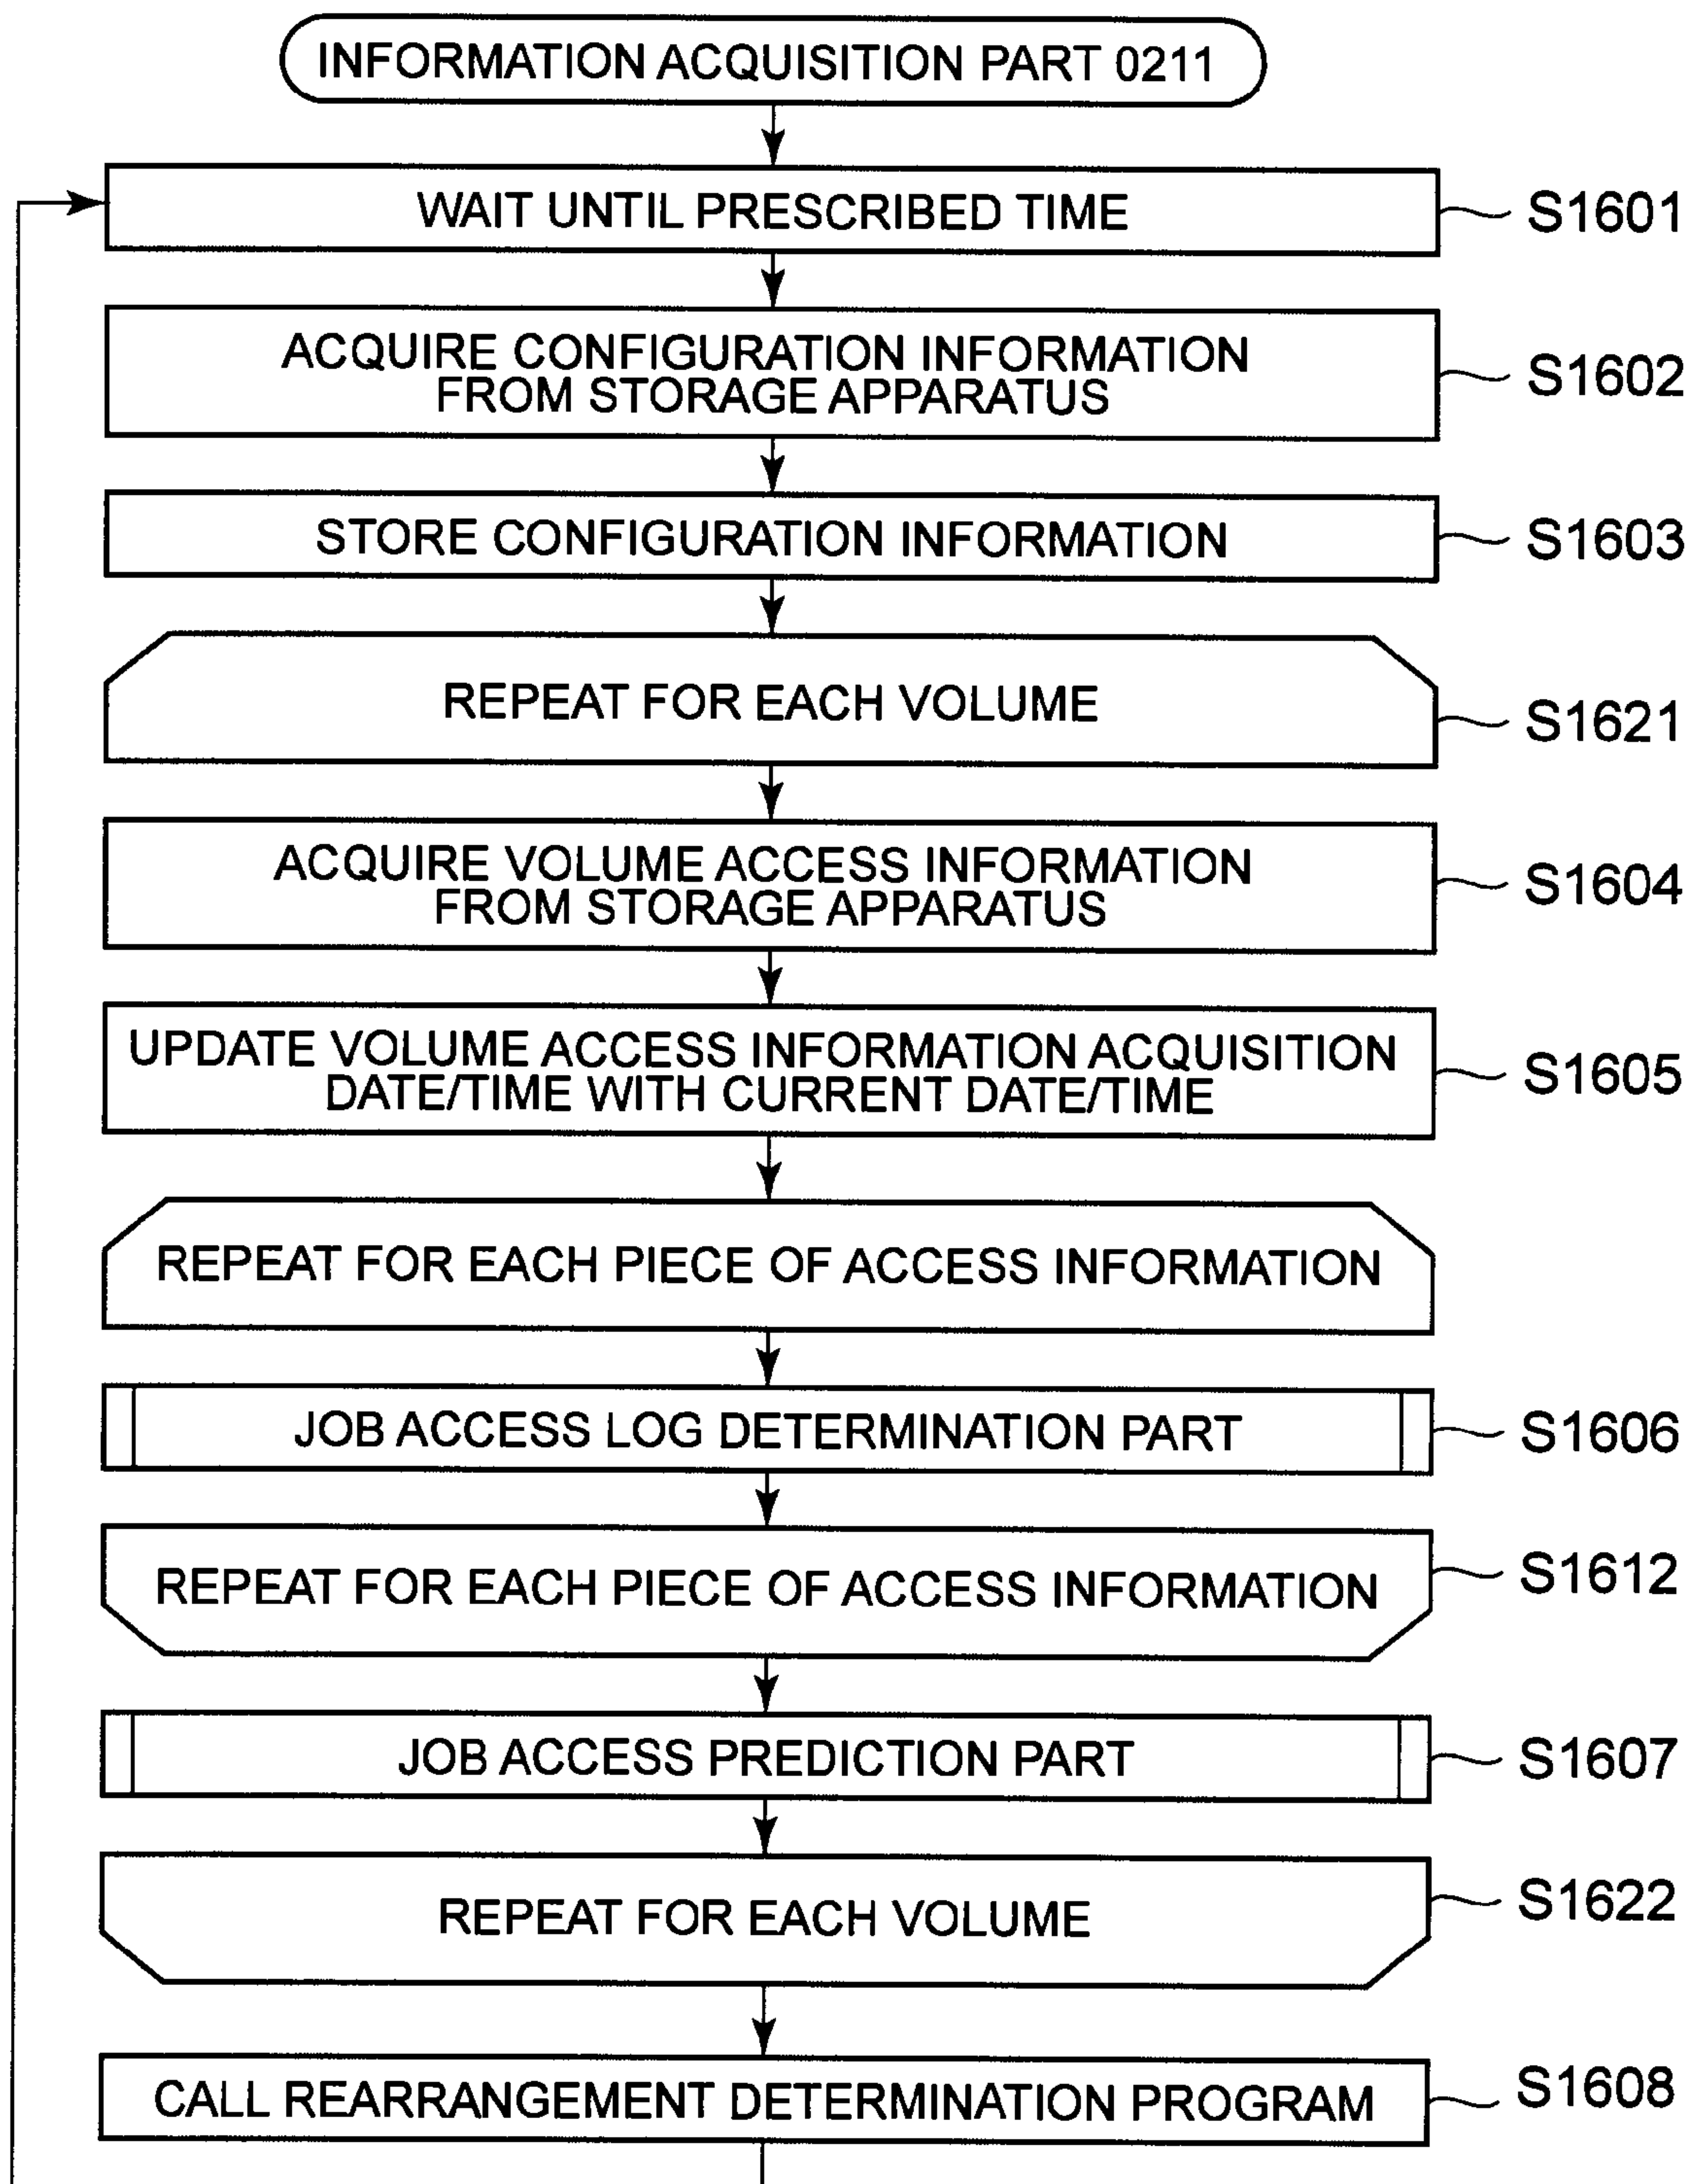 INFORMATION ACQUISITION PART 0211
WAIT UNTIL PRESCRIBED TIME
S1601
ACQUIRE CONFIGURATION INFORMATION
FROM STORAGE APPARATUS
S1602
STORE CONFIGURATION INFORMATION
S1603
REPEAT FOR EACH VOLUME
S1621
ACQUIRE VOLUME ACCESS INFORMATION
FROM STORAGE APPARATUS
S1604
UPDATE VOLUME ACCESS INFORMATION ACQUISITION
DATE/TIME WITH CURRENT DATE/TIME
S1605
REPEAT FOR EACH PIECE OF ACCESS INFORMATION
JOB ACCESS LOG DETERMINATION PART
S1606
REPEAT FOR EACH PIECE OF ACCESS INFORMATION
S1612
JOB ACCESS PREDICTION PART
S1607
REPEAT FOR EACH VOLUME
S1622
CALL REARRANGEMENT DETERMINATION PROGRAM
S1608